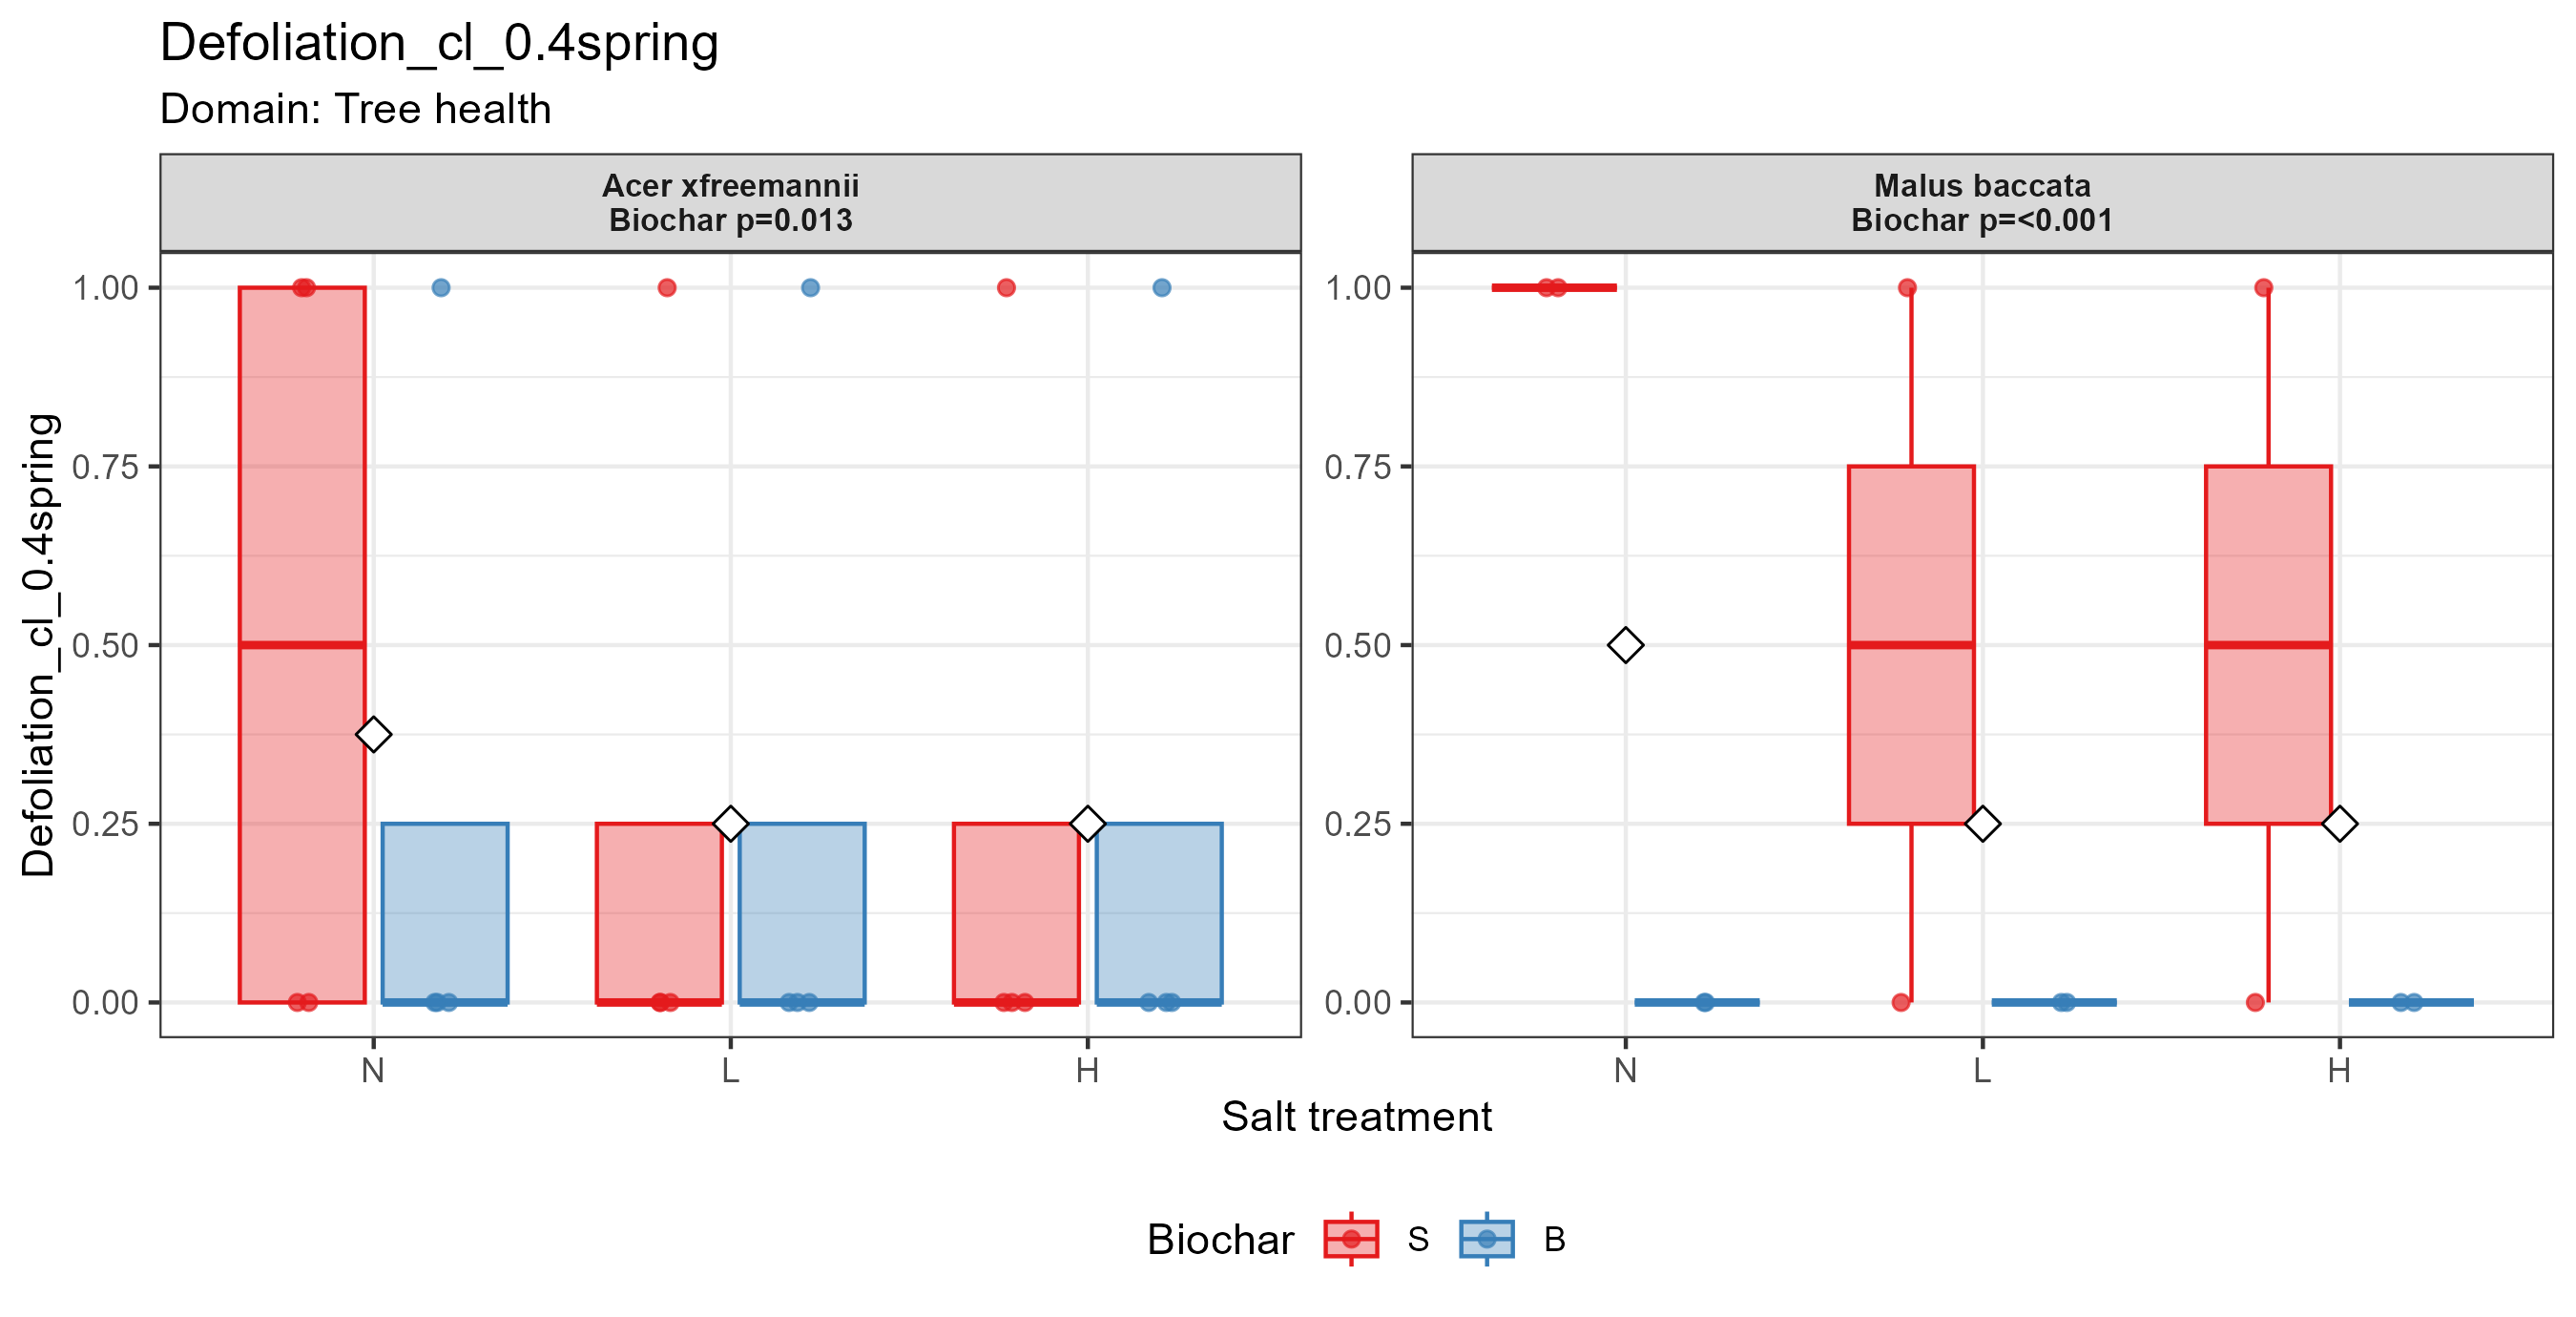 Defoliation_cl_0.4spring
Domain: Tree health
Acer xfreemannii
Biochar p=0.013
Malus baccata
Biochar p=<0.001
Defoliation_cl_0.4spring
1.00
0.75
0.50
0.25
0.00
1.00
0.75
0.50
0.25
0.00
N L H
N L H
Salt treatment
Biochar S B